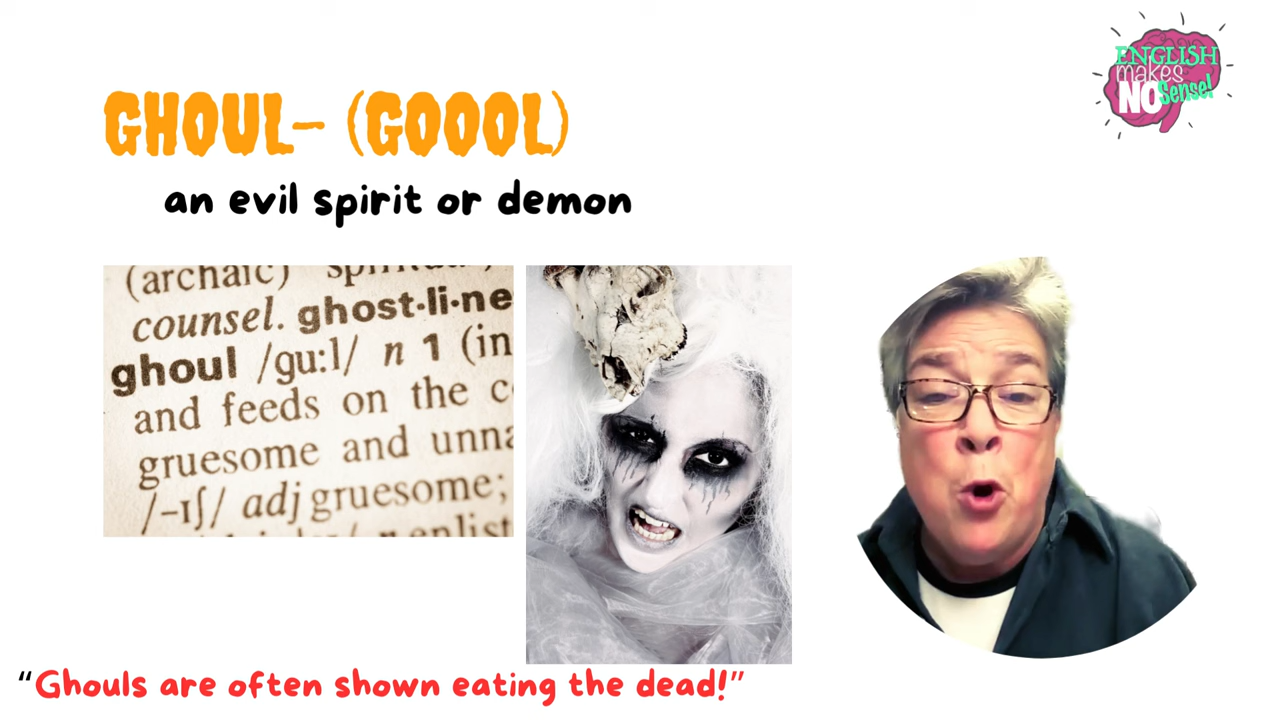 ENGLISH
makes
NO Sense!
GHOUL- (GOOOL)
an evil spirit or demon
(archaic)
counsel. ghost·li·ne
ghoul /gu:l/ n 1 (in
and feeds on the c
gruesome and unna
/-ɪʃ/ adj gruesome;
"Ghouls are often shown eating the dead!"